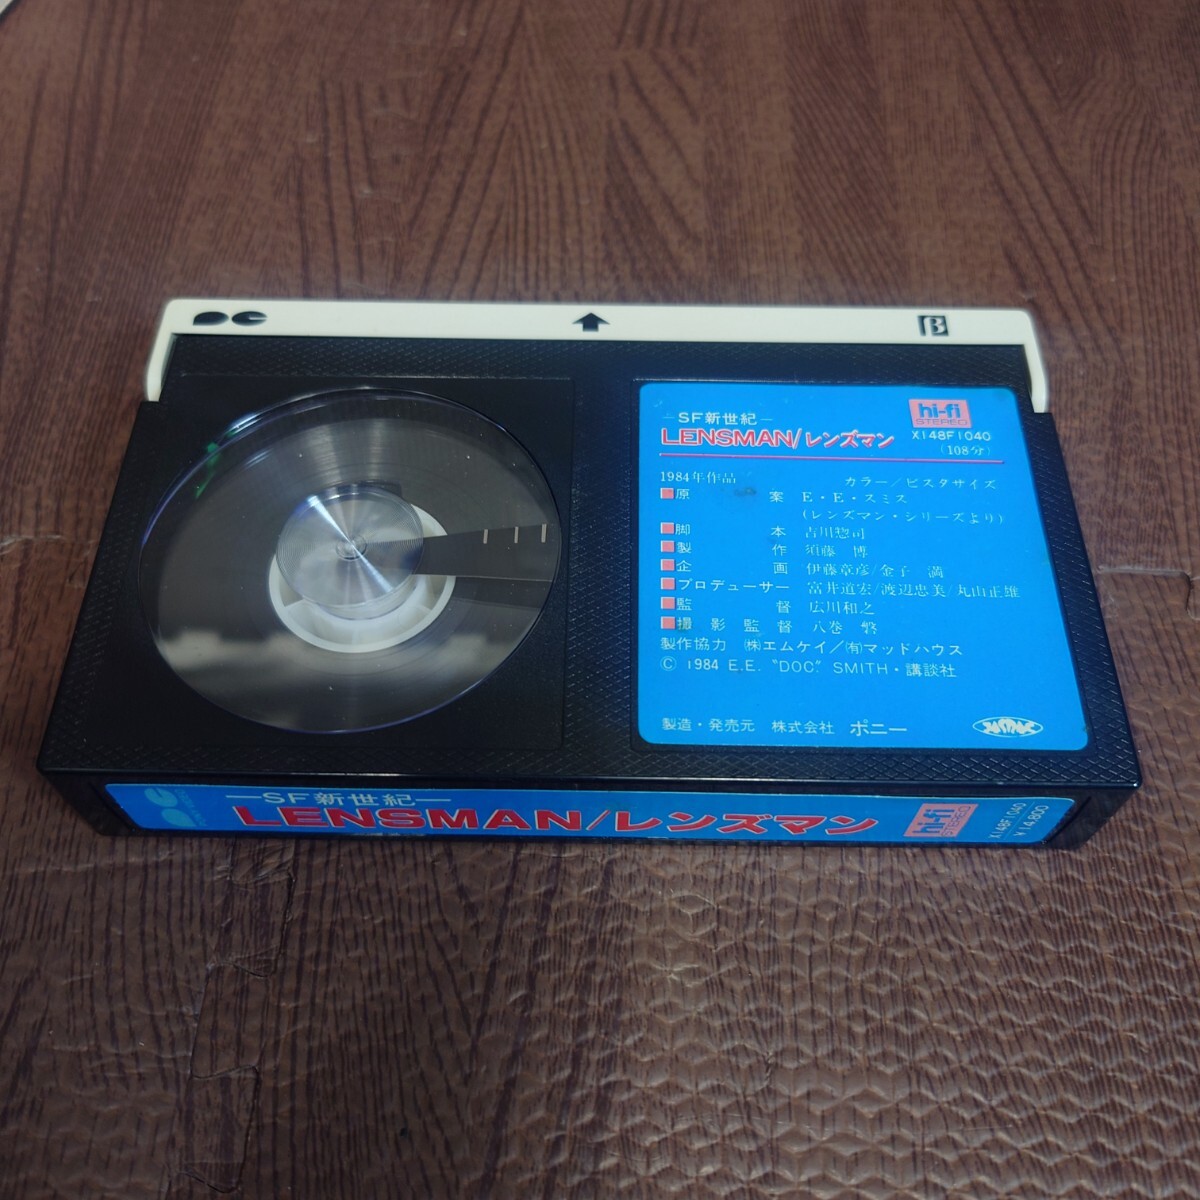 β
—SF新世紀—
LENSMAN/レンズマン
hi-fi
STEREO
X148F1040
(108分)
1984年作品 カラー/ビスタサイズ
■原案 E・E・スミス
(レンズマン・シリーズより)
■脚本 吉川惣司
■製作 須藤 博
■企画 伊藤章彦/金子 満
■プロデューサー 富井道宏/渡辺忠美/丸山正雄
■監督 広川和之
■撮影監督 八巻 磐
製作協力 ㈱エムケイ/㈲マッドハウス
© 1984 E.E. “DOC” SMITH・講談社
製造・発売元 株式会社 ポニー
—SF新世紀—
LENSMAN/レンズマン
hi-fi
STEREO
X148F1040
¥14,800